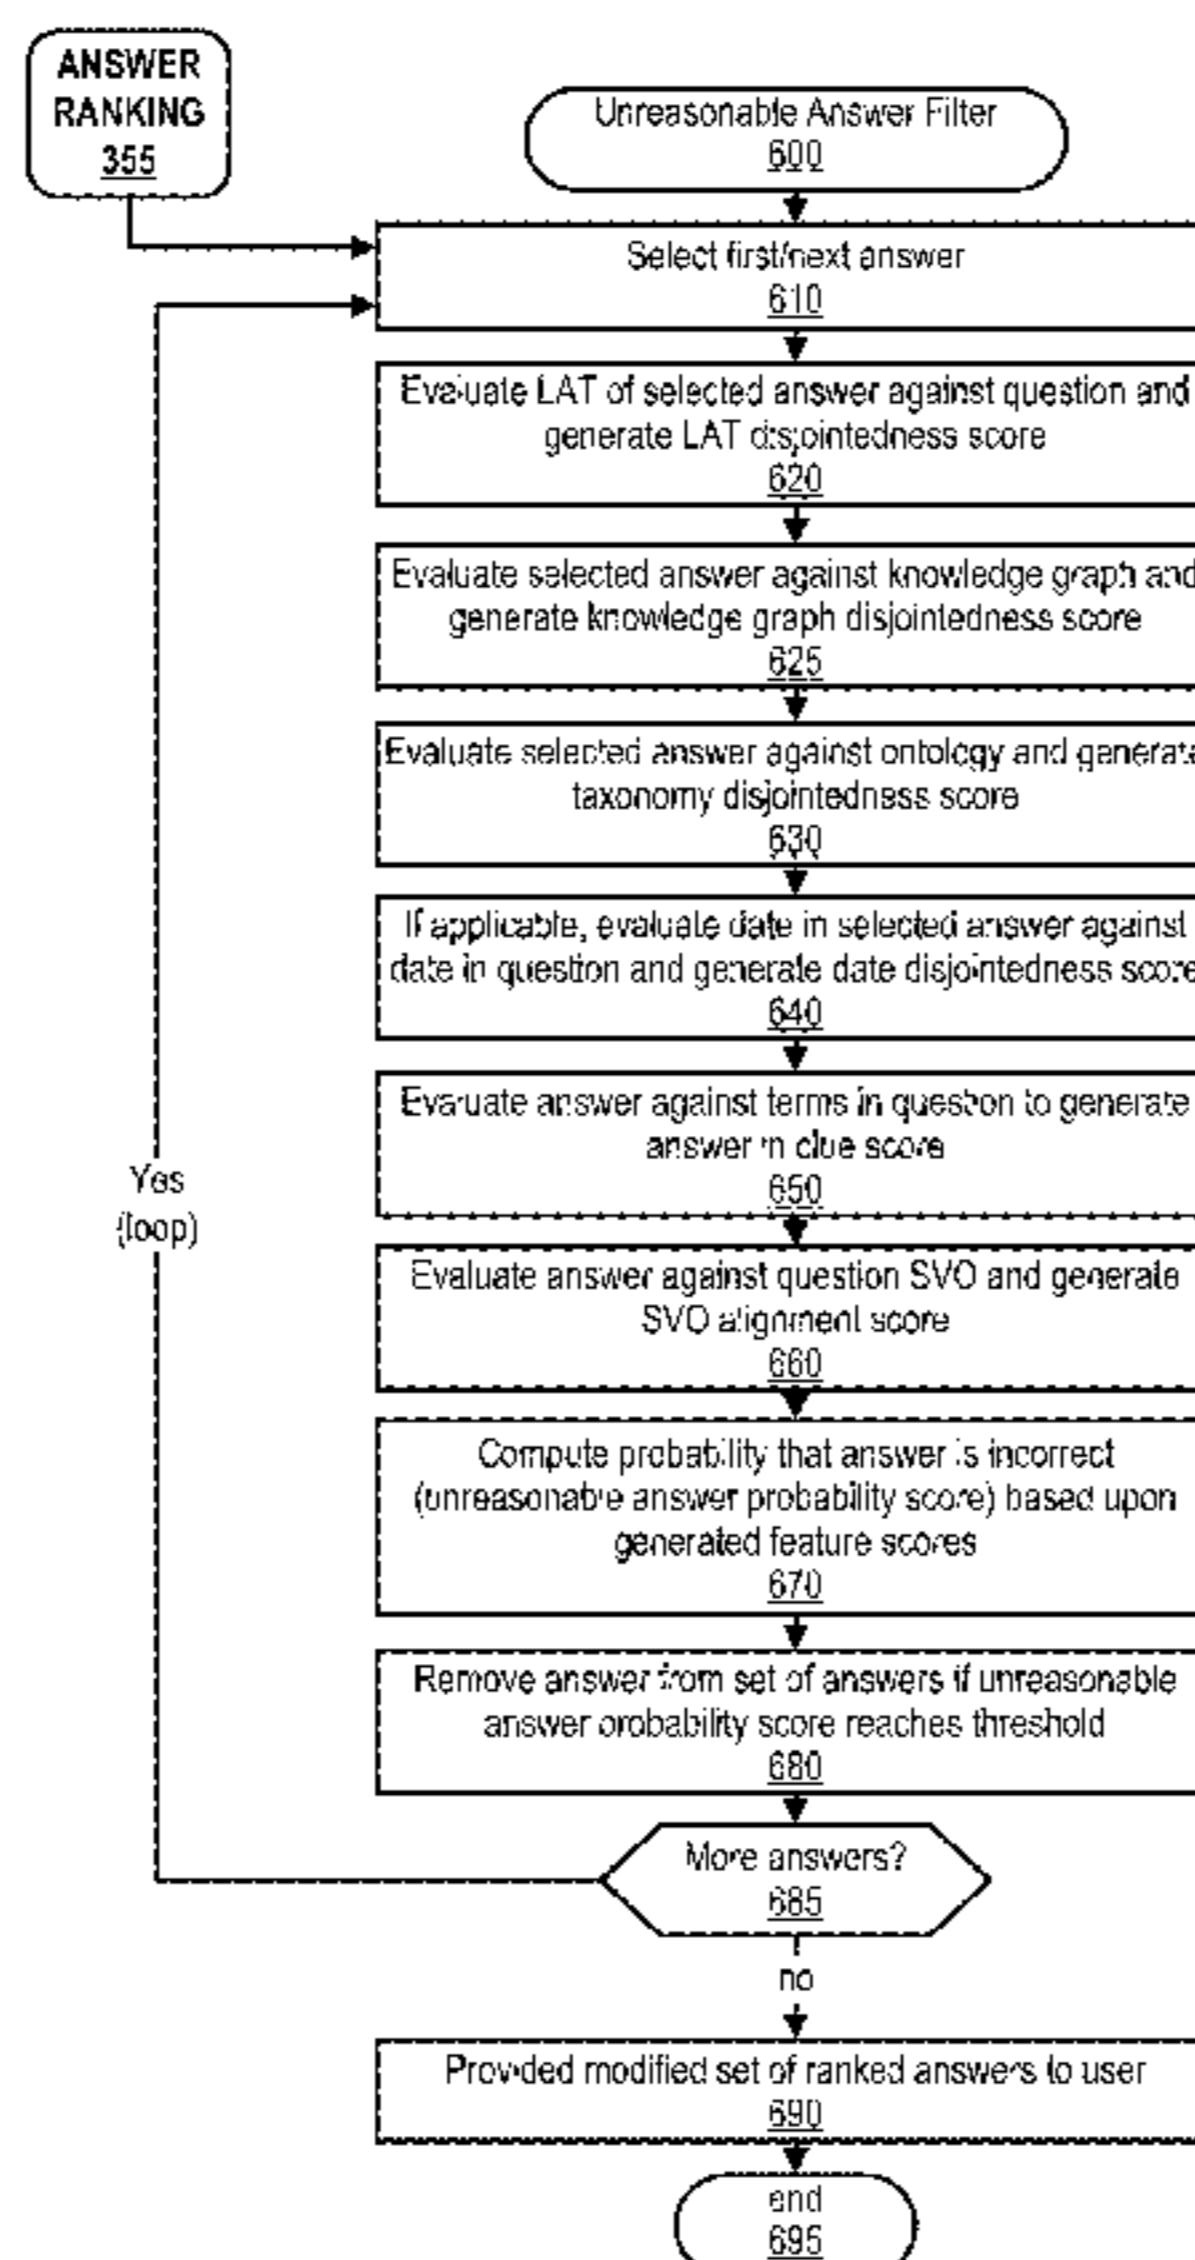 ANSWER
RANKING
355
Unreasonable Answer Filter
600
Select first/next answer
610
Evaluate LAT of selected answer against question and
generate LAT disjointedness score
620
Evaluate selected answer against knowledge graph and
generate knowledge graph disjointedness score
625
Evaluate selected answer against ontology and generate
taxonomy disjointedness score
630
If applicable, evaluate date in selected answer against
date in question and generate date disjointedness score
640
Evaluate answer against terms in question to generate
answer in clue score
650
Yes
(loop)
Evaluate answer against question SVO and generate
SVO alignment score
660
Compute probability that answer is incorrect
(unreasonable answer probability score) based upon
generated feature scores
670
Remove answer from set of answers if unreasonable
answer probability score reaches threshold
680
More answers?
685
no
Provided modified set of ranked answers to user
690
end
695